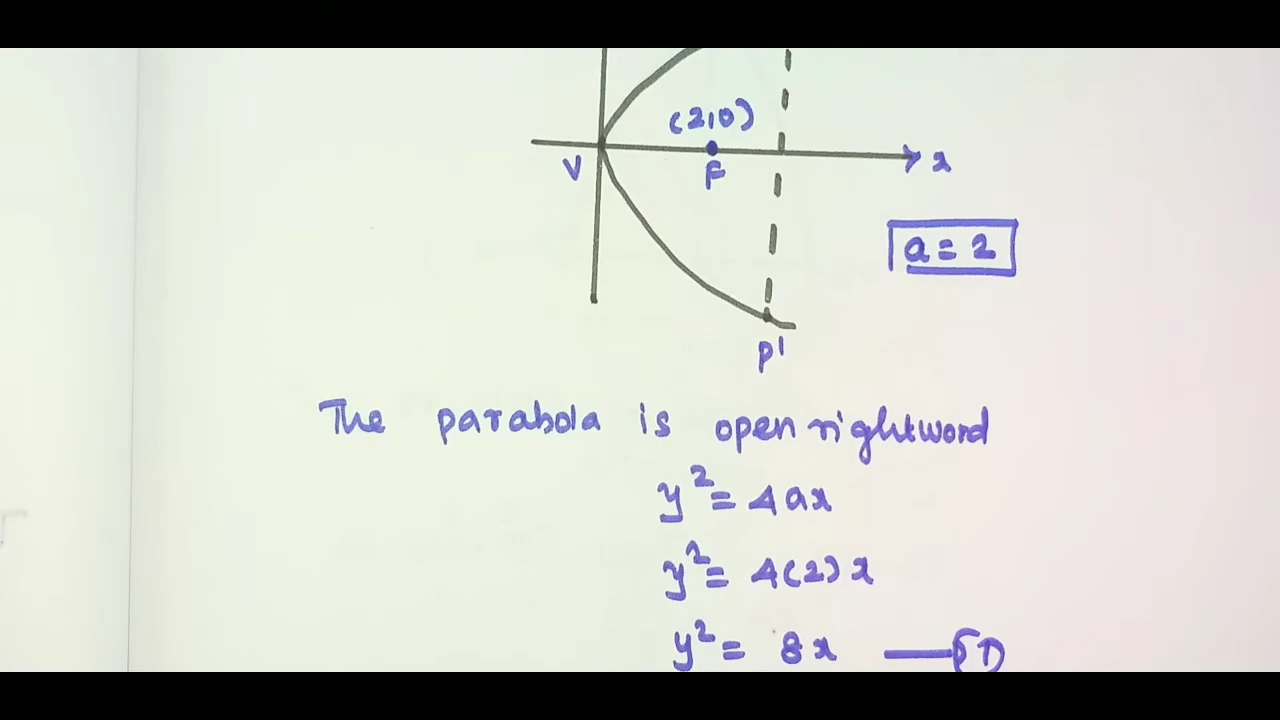 (2,0)
V
F
x
a = 2
P'
The parabola is open rightword
y² = 4ax
y² = 4(2)x
y² = 8x —(1)